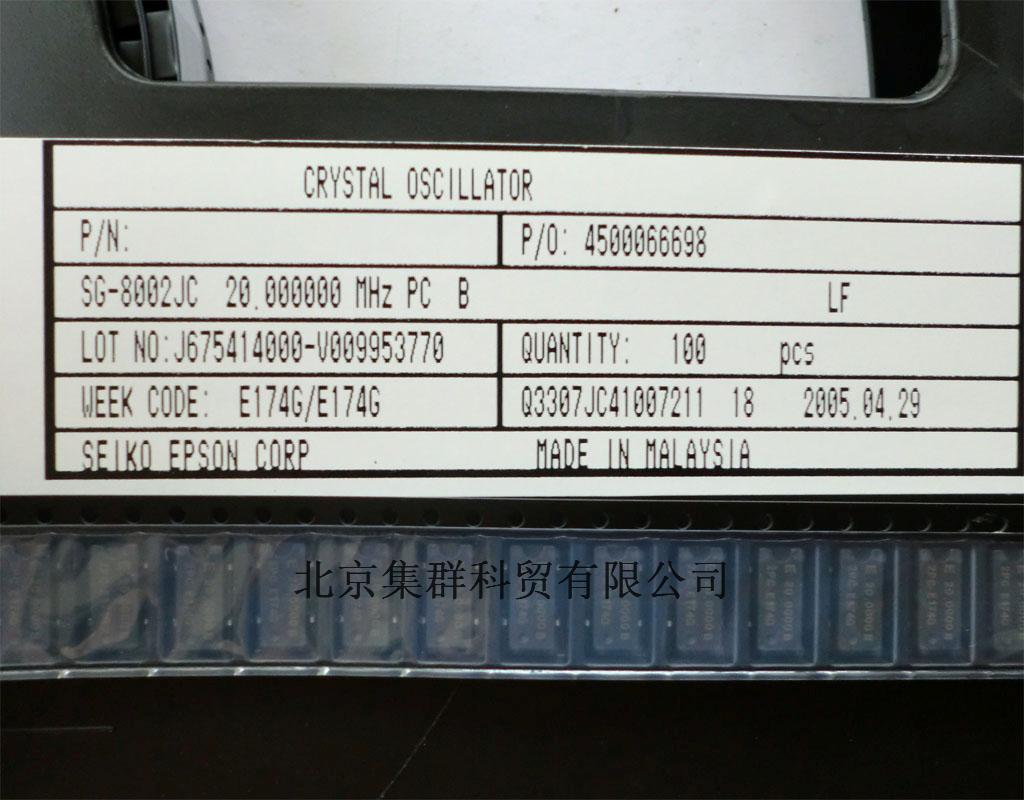 CRYSTAL OSCILLATOR
P/N:
P/O: 4500066698
SG-8002JC 20.000000 MHz PC B LF
LOT NO:J675414000-V009953770
QUANTITY: 100 pcs
WEEK CODE: E174G/E174G
Q3307JC41007211 18 2005.04.29
SEIKO EPSON CORP
MADE IN MALAYSIA
北京集群科贸有限公司
E 20.0000B